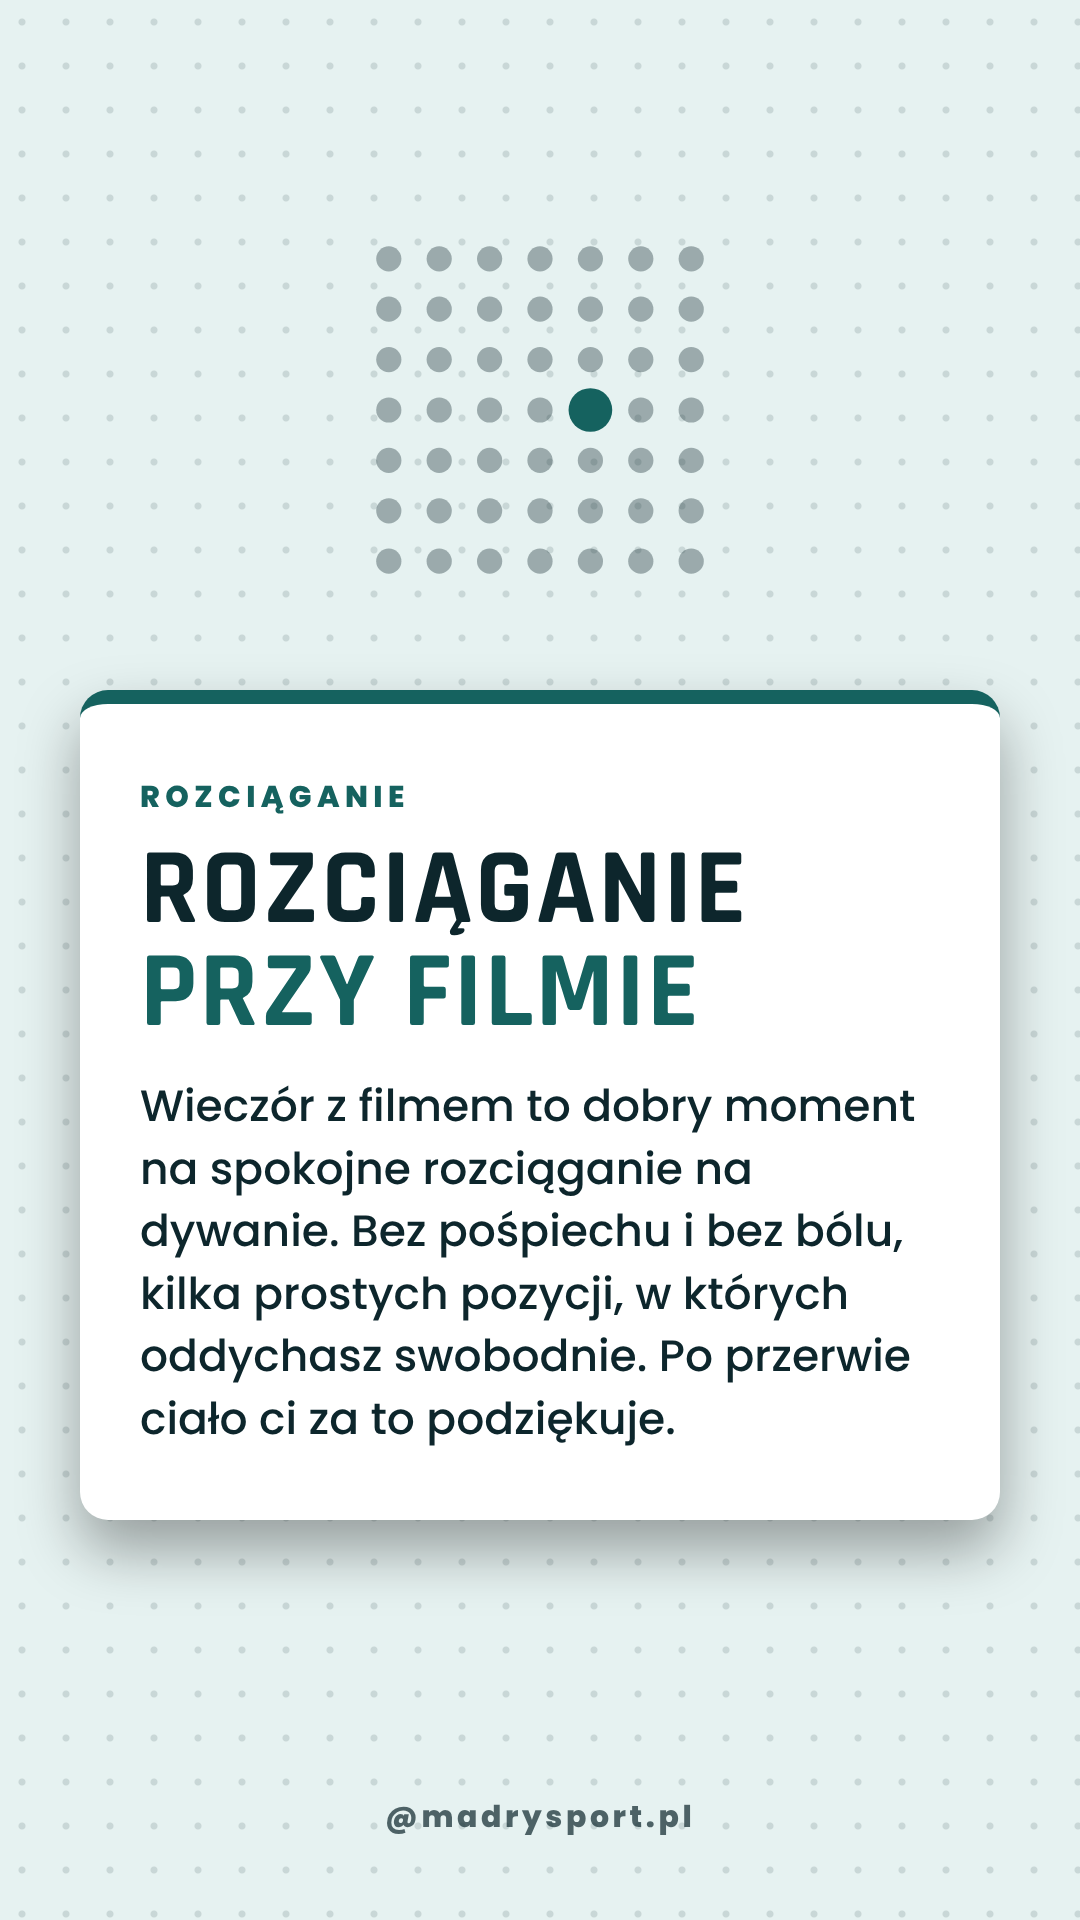 ROZCIĄGANIE
ROZCIĄGANIE
PRZY FILMIE
Wieczór z filmem to dobry moment
na spokojne rozciąganie na
dywanie. Bez pośpiechu i bez bólu,
kilka prostych pozycji, w których
oddychasz swobodnie. Po przerwie
ciało ci za to podziękuje.
@madrysport.pl